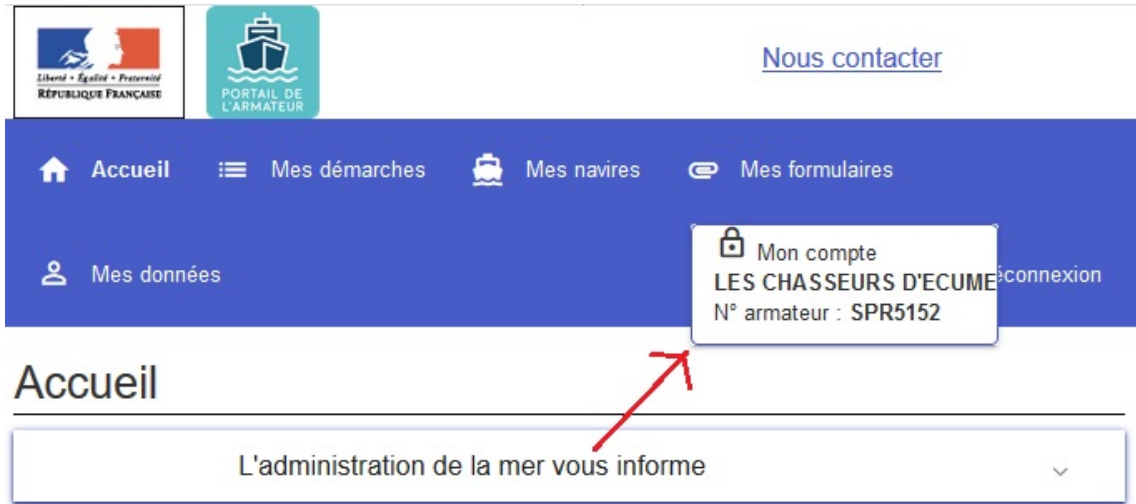 Liberté • Égalité • Fraternité
RÉPUBLIQUE FRANÇAISE
PORTAIL DE
L'ARMATEUR
Nous contacter
Accueil
Mes démarches
Mes navires
Mes formulaires
Mes données
Mon compte
LES CHASSEURS D'ECUME
N° armateur : SPR5152
éconnexion
Accueil
L'administration de la mer vous informe